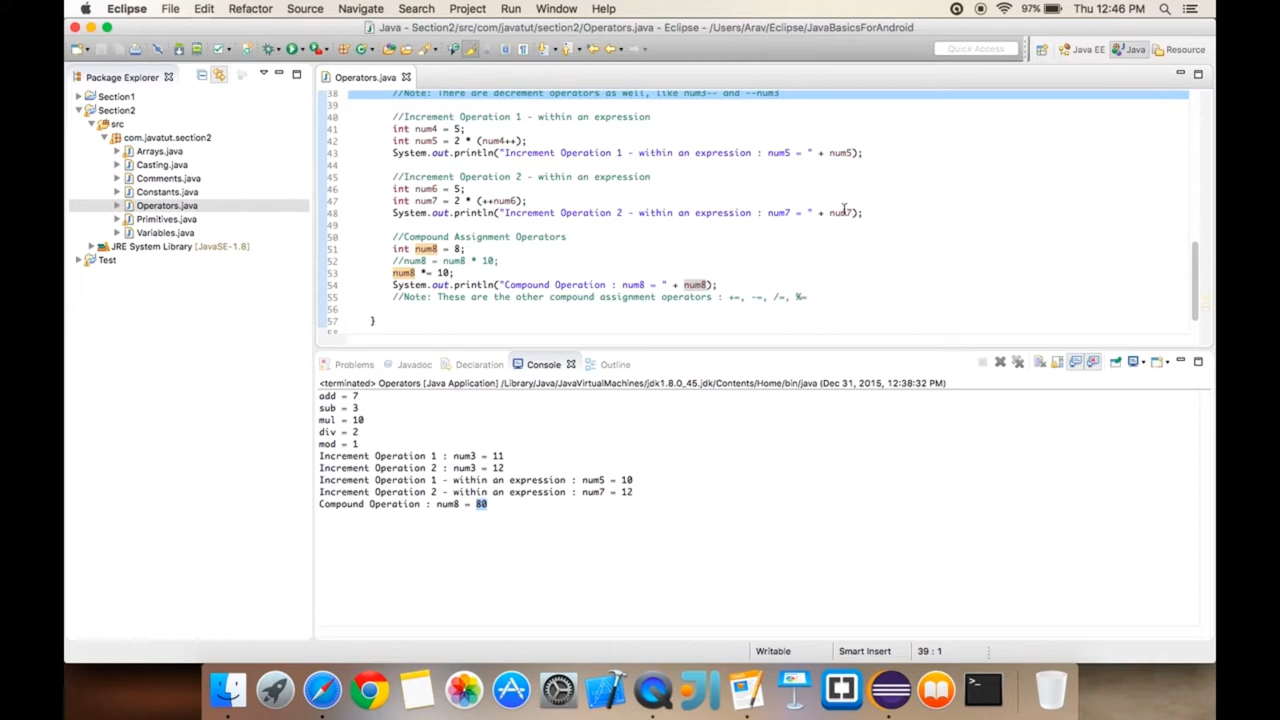 Eclipse File Edit Refactor Source Navigate Search Project Run Window Help 97% Thu 12:46 PM
Java - Section2/src/com/javatut/section2/Operators.java - Eclipse - /Users/Arav/Eclipse/JavaBasicsForAndroid
Quick Access Java EE Java Resource
Package Explorer
Section1
Section2
src
com.javatut.section2
Arrays.java
Casting.java
Comments.java
Constants.java
Operators.java
Primitives.java
Variables.java
JRE System Library [JavaSE-1.8]
Test
Operators.java
38 //Note: There are decrement operators as well, like num3-- and --num3
39
40 //Increment Operation 1 - within an expression
41 int num4 = 5;
42 int num5 = 2 * (num4++);
43 System.out.println("Increment Operation 1 - within an expression : num5 = " + num5);
44
45 //Increment Operation 2 - within an expression
46 int num6 = 5;
47 int num7 = 2 * (++num6);
48 System.out.println("Increment Operation 2 - within an expression : num7 = " + num7);
49
50 //Compound Assignment Operators
51 int num8 = 8;
52 //num8 = num8 * 10;
53 num8 *= 10;
54 System.out.println("Compound Operation : num8 = " + num8);
55 //Note: These are the other compound assignment operators : +=, -=, /=, %=
56
57 }
58
Problems Javadoc Declaration Console Outline
<terminated> Operators [Java Application] /Library/Java/JavaVirtualMachines/jdk1.8.0_45.jdk/Contents/Home/bin/java (Dec 31, 2015, 12:38:32 PM)
add = 7
sub = 3
mul = 10
div = 2
mod = 1
Increment Operation 1 : num3 = 11
Increment Operation 2 : num3 = 12
Increment Operation 1 - within an expression : num5 = 10
Increment Operation 2 - within an expression : num7 = 12
Compound Operation : num8 = 80
Writable Smart Insert 39 : 1